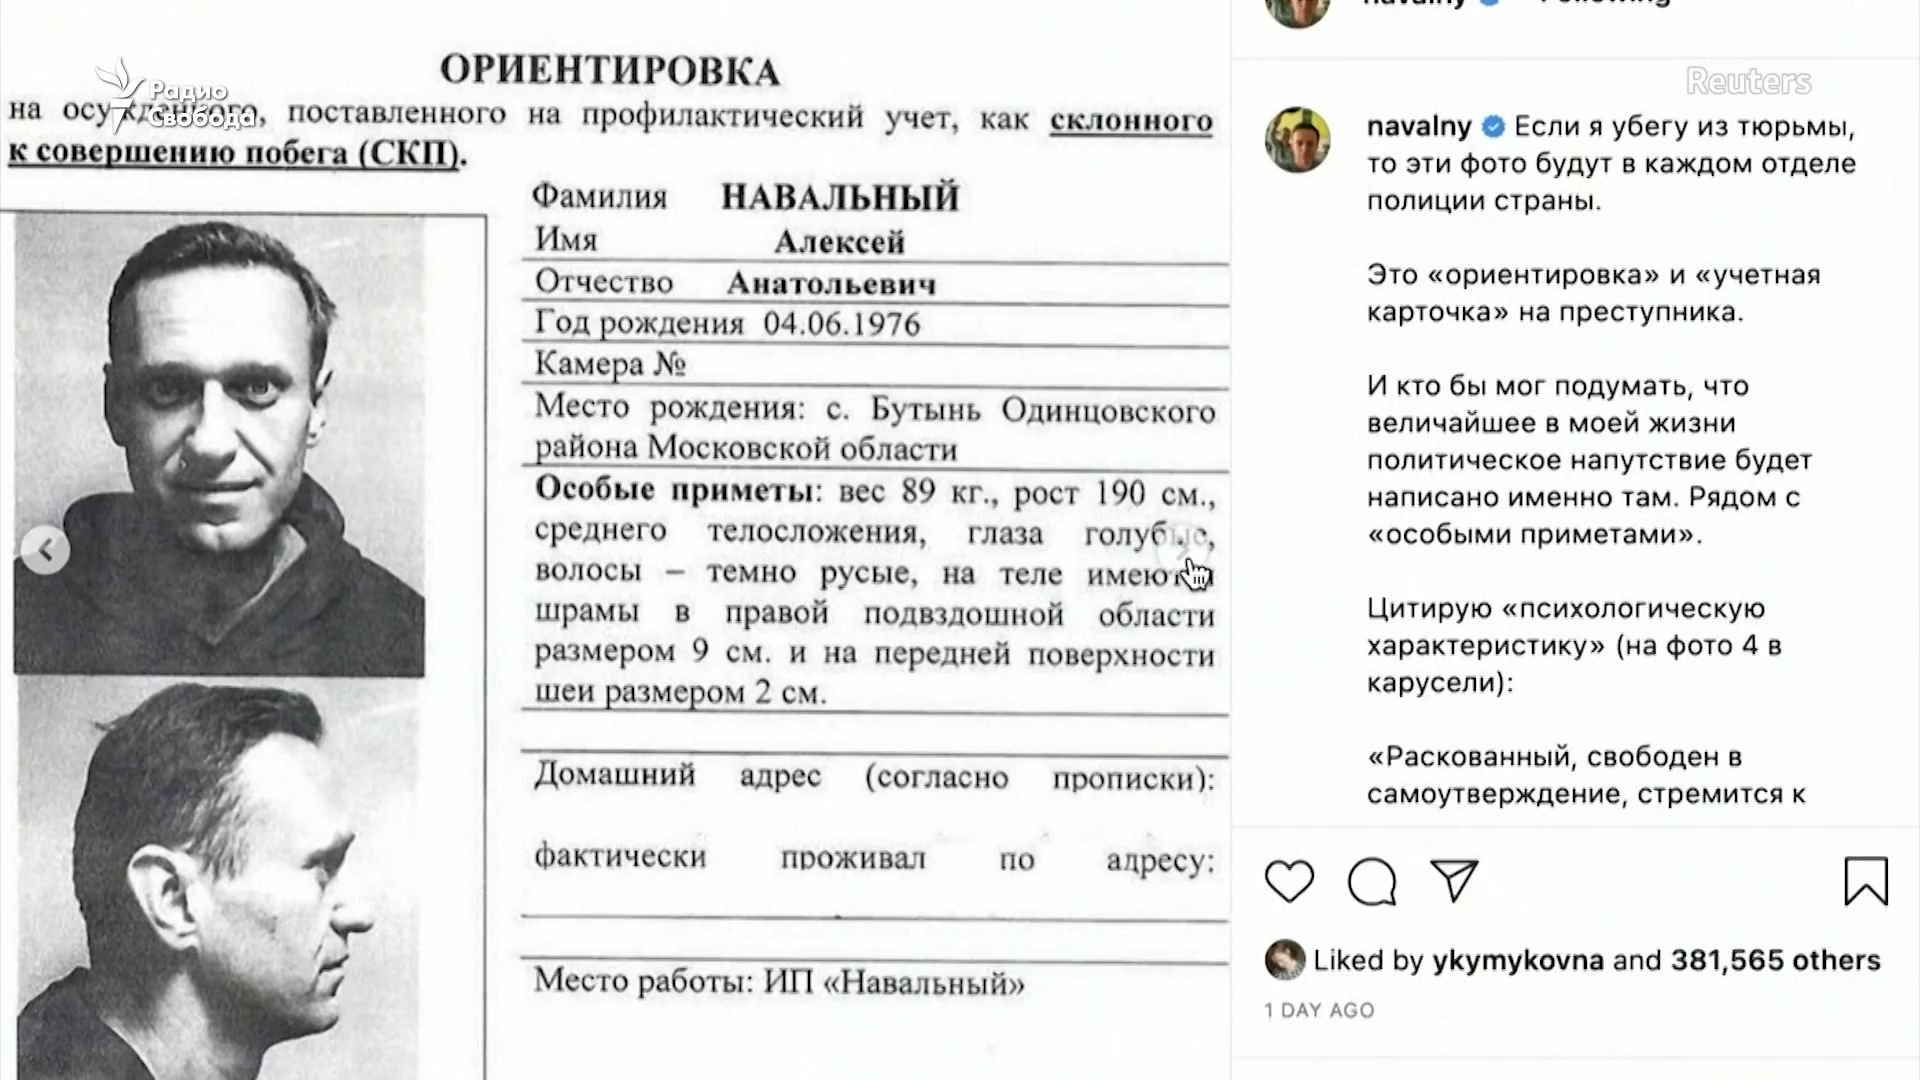 navalny
Following
Reuters
Радио
Свобода
ОРИЕНТИРОВКА
на осужденного, поставленного на профилактический учет, как склонного
к совершению побега (СКП).
Фамилия НАВАЛЬНЫЙ
Имя Алексей
Отчество Анатольевич
Год рождения 04.06.1976
Камера №
Место рождения: с. Бутынь Одинцовского
района Московской области
Особые приметы: вес 89 кг., рост 190 см.,
среднего телосложения, глаза голубые,
волосы – темно русые, на теле имеются
шрамы в правой подвздошной области
размером 9 см. и на передней поверхности
шеи размером 2 см.
Домашний адрес (согласно прописки):
фактически проживал по адресу:
Место работы: ИП «Навальный»
navalny Если я убегу из тюрьмы,
то эти фото будут в каждом отделе
полиции страны.
Это «ориентировка» и «учетная
карточка» на преступника.
И кто бы мог подумать, что
величайшее в моей жизни
политическое напутствие будет
написано именно там. Рядом с
«особыми приметами».
Цитирую «психологическую
характеристику» (на фото 4 в
карусели):
«Раскованный, свободен в
самоутверждение, стремится к
Liked by ykymykovna and 381,565 others
1 DAY AGO